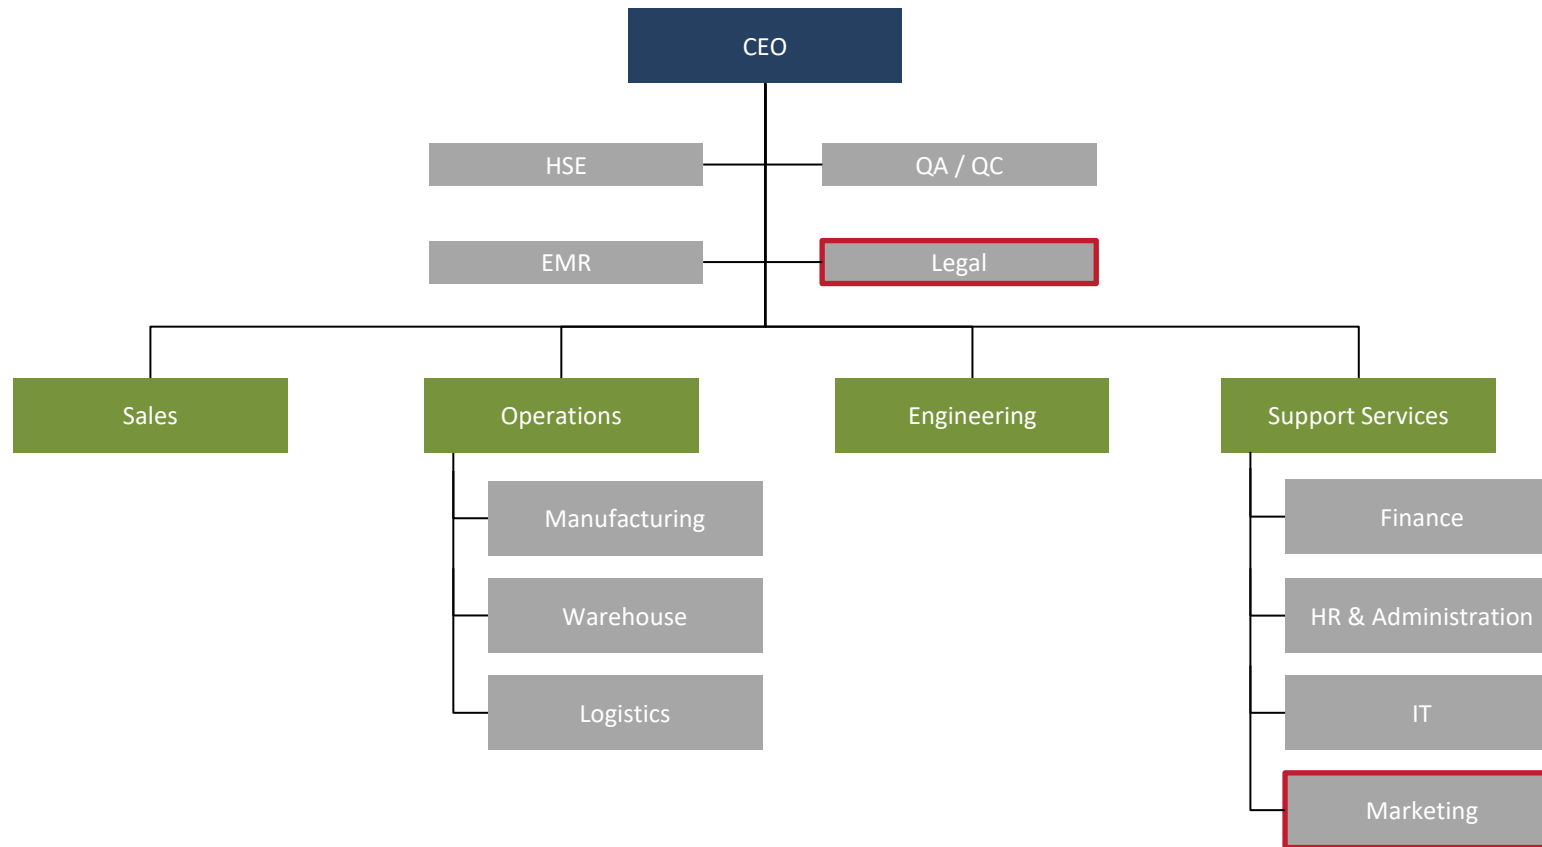 CEO
HSE
QA / QC
EMR
Legal
Sales
Operations
Engineering
Support Services
Manufacturing
Warehouse
Logistics
Finance
HR & Administration
IT
Marketing